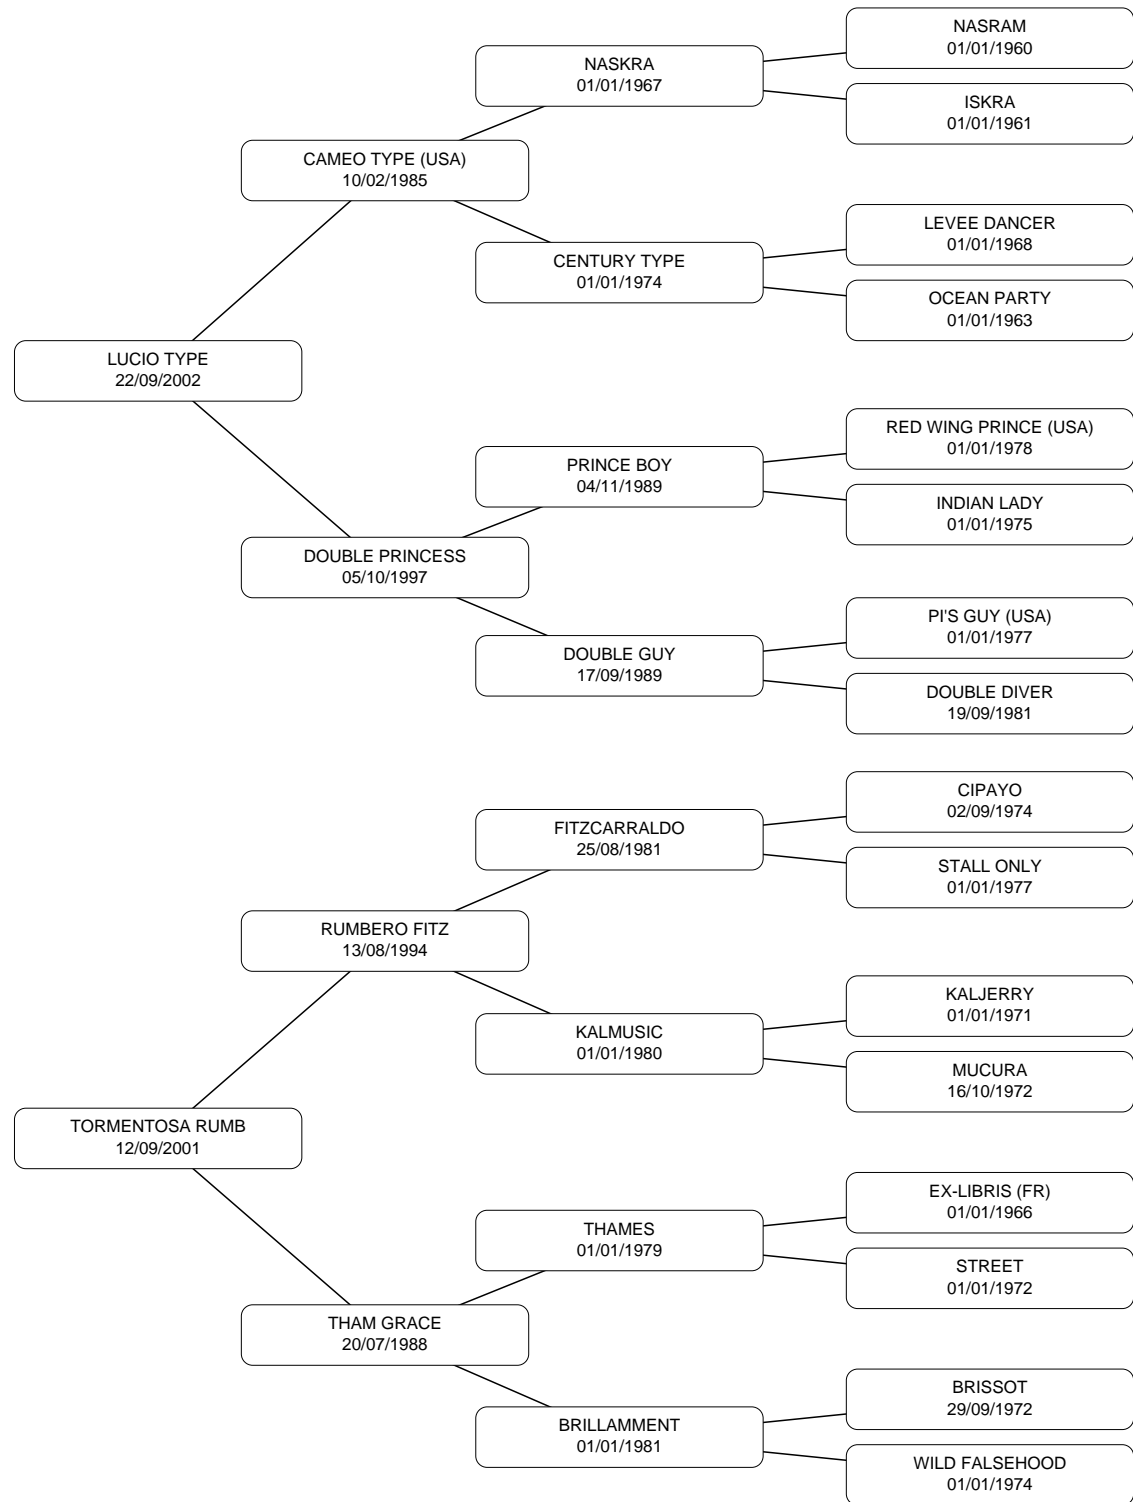 NASRAM
01/01/1960
NASKRA
01/01/1967
ISKRA
01/01/1961
CAMEO TYPE (USA)
10/02/1985
LEVEE DANCER
01/01/1968
CENTURY TYPE
01/01/1974
OCEAN PARTY
01/01/1963
LUCIO TYPE
22/09/2002
RED WING PRINCE (USA)
01/01/1978
PRINCE BOY
04/11/1989
INDIAN LADY
01/01/1975
DOUBLE PRINCESS
05/10/1997
PI'S GUY (USA)
01/01/1977
DOUBLE GUY
17/09/1989
DOUBLE DIVER
19/09/1981
CIPAYO
02/09/1974
FITZCARRALDO
25/08/1981
STALL ONLY
01/01/1977
RUMBERO FITZ
13/08/1994
KALJERRY
01/01/1971
KALMUSIC
01/01/1980
MUCURA
16/10/1972
TORMENTOSA RUMB
12/09/2001
EX-LIBRIS (FR)
01/01/1966
THAMES
01/01/1979
STREET
01/01/1972
THAM GRACE
20/07/1988
BRISSOT
29/09/1972
BRILLAMMENT
01/01/1981
WILD FALSEHOOD
01/01/1974